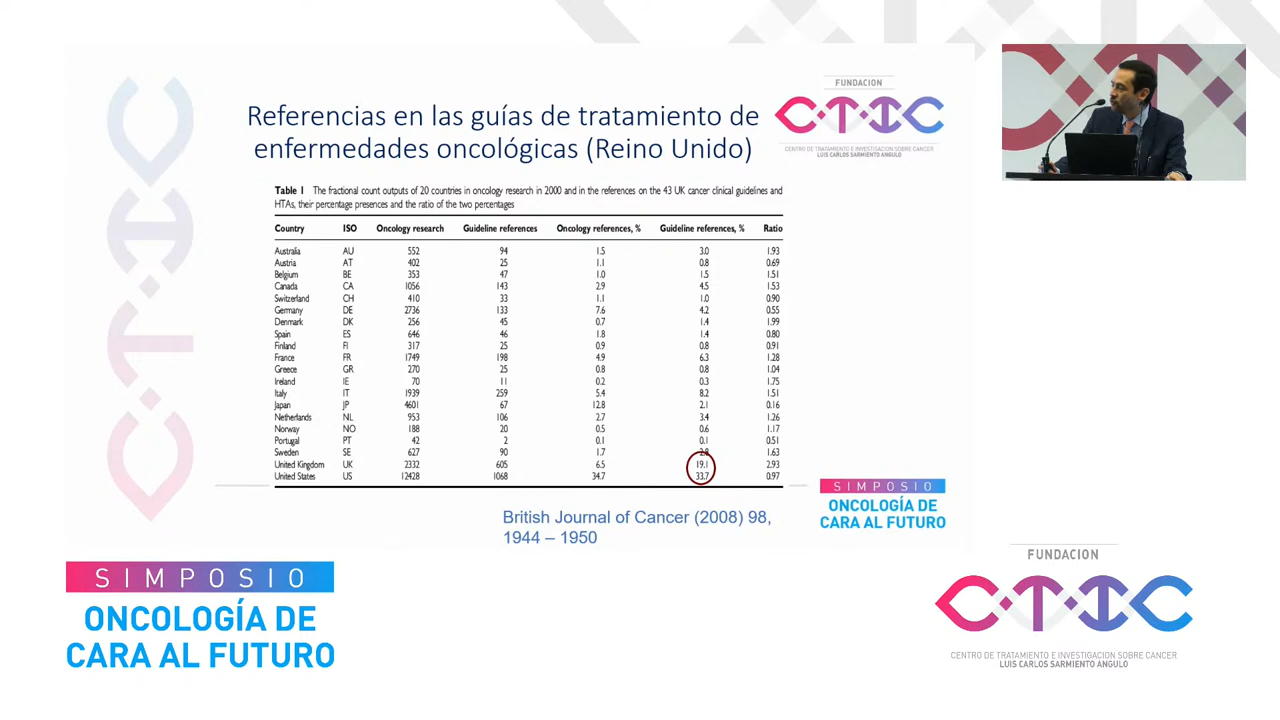 FUNDACION
CTIC
CENTRO DE TRATAMIENTO E INVESTIGACION SOBRE CANCER
LUIS CARLOS SARMIENTO ANGULO
Referencias en las guías de tratamiento de
enfermedades oncológicas (Reino Unido)
Table 1 The fractional count outputs of 20 countries in oncology research in 2000 and in the references on the 43 UK cancer clinical guidelines and
HTAs, their percentage presences and the ratio of the two percentages
Country ISO Oncology research Guideline references Oncology references, % Guideline references, % Ratio
Australia AU 552 94 1.5 3.0 1.93
Austria AT 402 25 1.1 0.8 0.69
Belgium BE 353 47 1.0 1.5 1.51
Canada CA 1056 143 2.9 4.5 1.53
Switzerland CH 410 33 1.1 1.0 0.90
Germany DE 2736 133 7.6 4.2 0.55
Denmark DK 256 45 0.7 1.4 1.99
Spain ES 646 46 1.8 1.4 0.80
Finland FI 317 25 0.9 0.8 0.91
France FR 1749 198 4.9 6.3 1.28
Greece GR 270 25 0.8 0.8 1.04
Ireland IE 70 11 0.2 0.3 1.75
Italy IT 1939 259 5.4 8.2 1.51
Japan JP 4601 67 12.8 2.1 0.16
Netherlands NL 953 106 2.7 3.4 1.26
Norway NO 188 20 0.5 0.6 1.17
Portugal PT 42 2 0.1 0.1 0.51
Sweden SE 627 90 1.7 2.8 1.63
United Kingdom UK 2332 605 6.5 19.1 2.93
United States US 12428 1068 34.7 33.7 0.97
British Journal of Cancer (2008) 98,
1944 – 1950
SIMPOSIO
ONCOLOGÍA DE
CARA AL FUTURO
CTIC
SIMPOSIO
ONCOLOGÍA DE
CARA AL FUTURO
FUNDACION
CTIC
CENTRO DE TRATAMIENTO E INVESTIGACION SOBRE CANCER
LUIS CARLOS SARMIENTO ANGULO